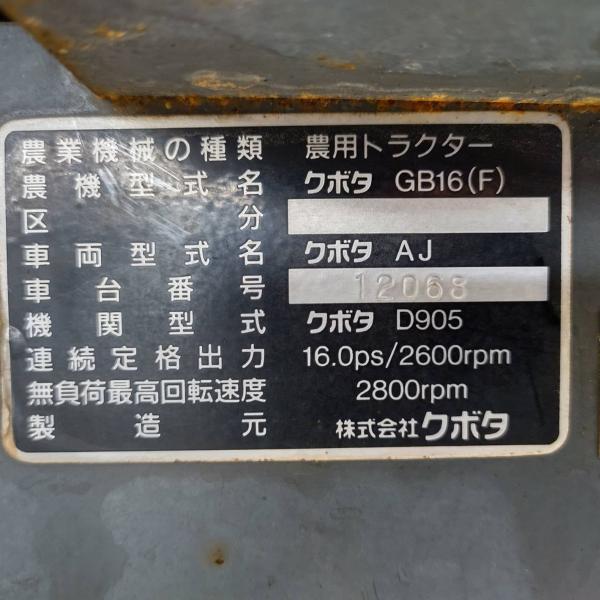 農業機械の種類 農用トラクター
農機型式名 クボタ GB16(F)
区分
車両型式名 クボタ AJ
車台番号 12068
機関型式 クボタ D905
連続定格出力 16.0ps/2600rpm
無負荷最高回転速度 2800rpm
製造元 株式会社クボタ